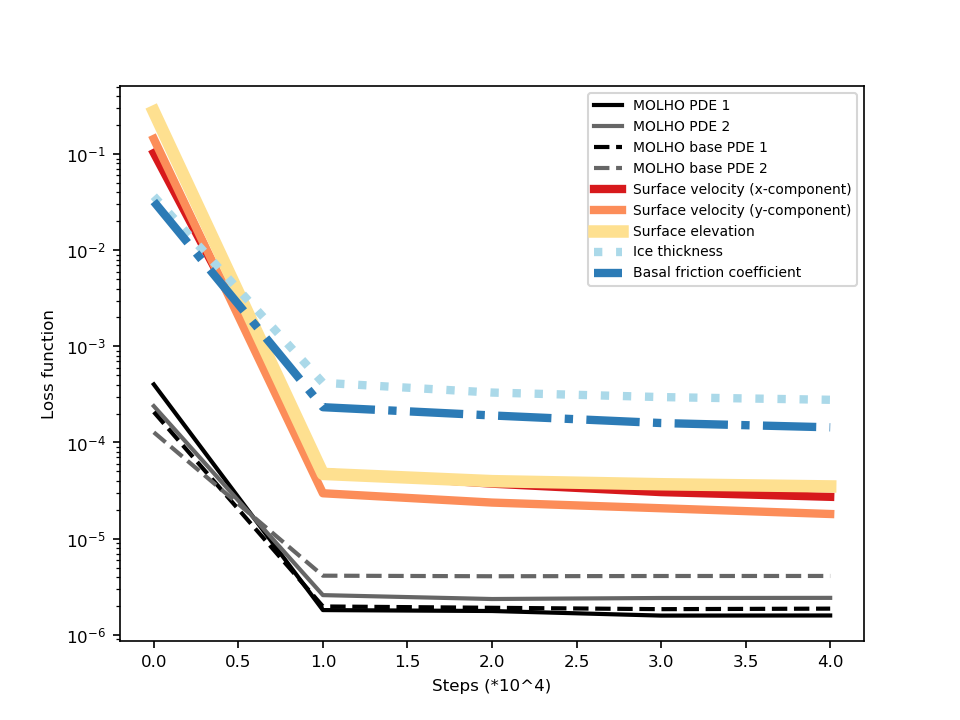 MOLHO PDE 1
MOLHO PDE 2
MOLHO base PDE 1
MOLHO base PDE 2
Surface velocity (x-component)
Surface velocity (y-component)
Surface elevation
Ice thickness
Basal friction coefficient
Loss function
10⁻¹
10⁻²
10⁻³
10⁻⁴
10⁻⁵
10⁻⁶
0.0 0.5 1.0 1.5 2.0 2.5 3.0 3.5 4.0
Steps (*10^4)